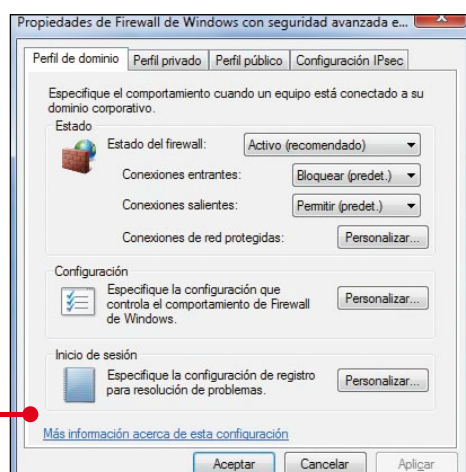 Propiedades de Firewall de Windows con seguridad avanzada e...
Perfil de dominio Perfil privado Perfil público Configuración IPsec
Especifique el comportamiento cuando un equipo está conectado a su
dominio corporativo.
Estado
Estado del firewall: Activo (recomendado)
Conexiones entrantes: Bloquear (predet.)
Conexiones salientes: Permitir (predet.)
Conexiones de red protegidas: Personalizar...
Configuración
Especifique la configuración que
controla el comportamiento de Firewall
de Windows.
Personalizar...
Inicio de sesión
Especifique la configuración de registro
para resolución de problemas.
Personalizar...
Más información acerca de esta configuración
Aceptar Cancelar Aplicar